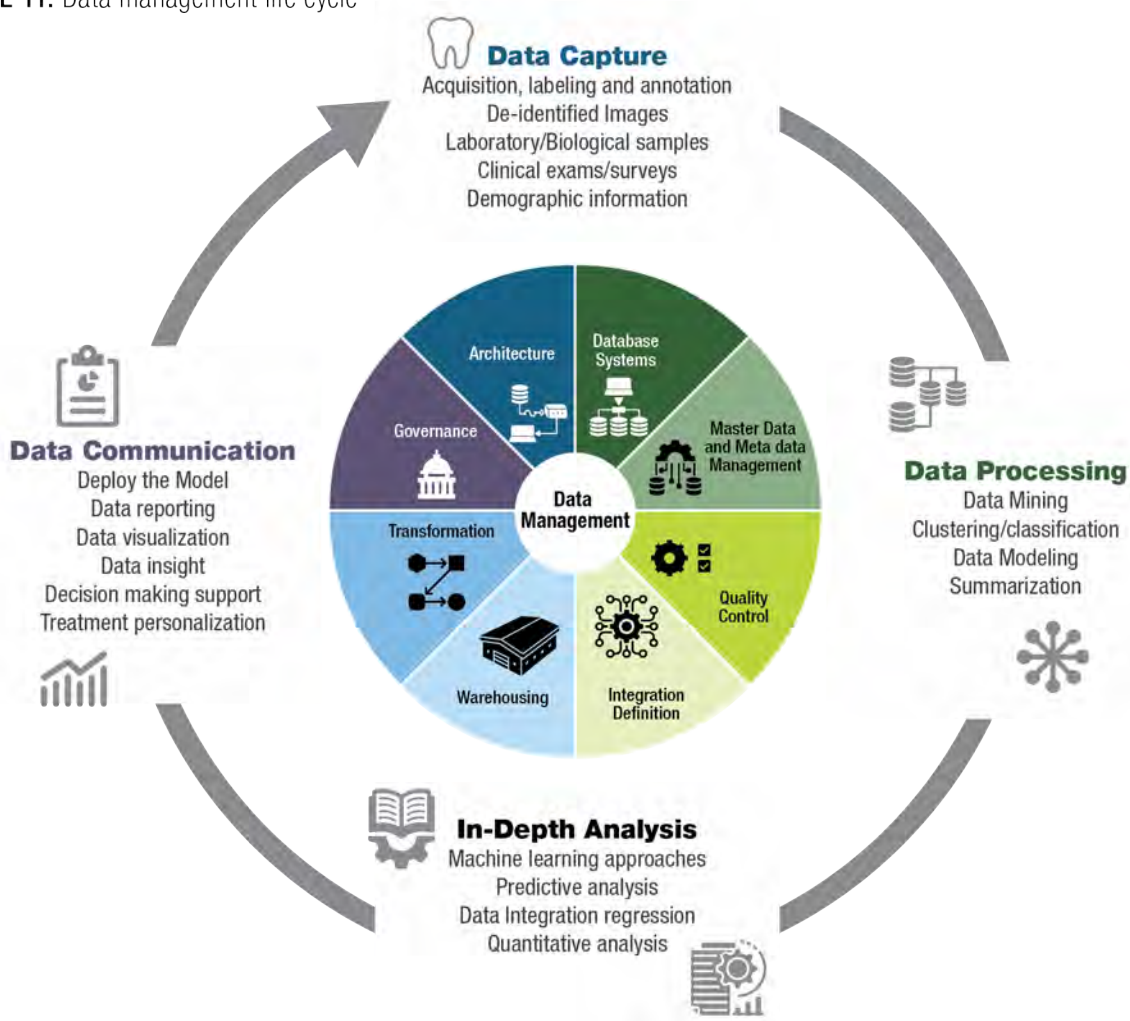 E 11. Data management life cycle
Data Capture
Acquisition, labeling and annotation
De-identified Images
Laboratory/Biological samples
Clinical exams/surveys
Demographic information
Data Processing
Data Mining
Clustering/classification
Data Modeling
Summarization
In-Depth Analysis
Machine learning approaches
Predictive analysis
Data Integration regression
Quantitative analysis
Data Communication
Deploy the Model
Data reporting
Data visualization
Data insight
Decision making support
Treatment personalization
Data
Management
Architecture
Database
Systems
Master Data
and Meta data
Management
Quality
Control
Integration
Definition
Warehousing
Transformation
Governance